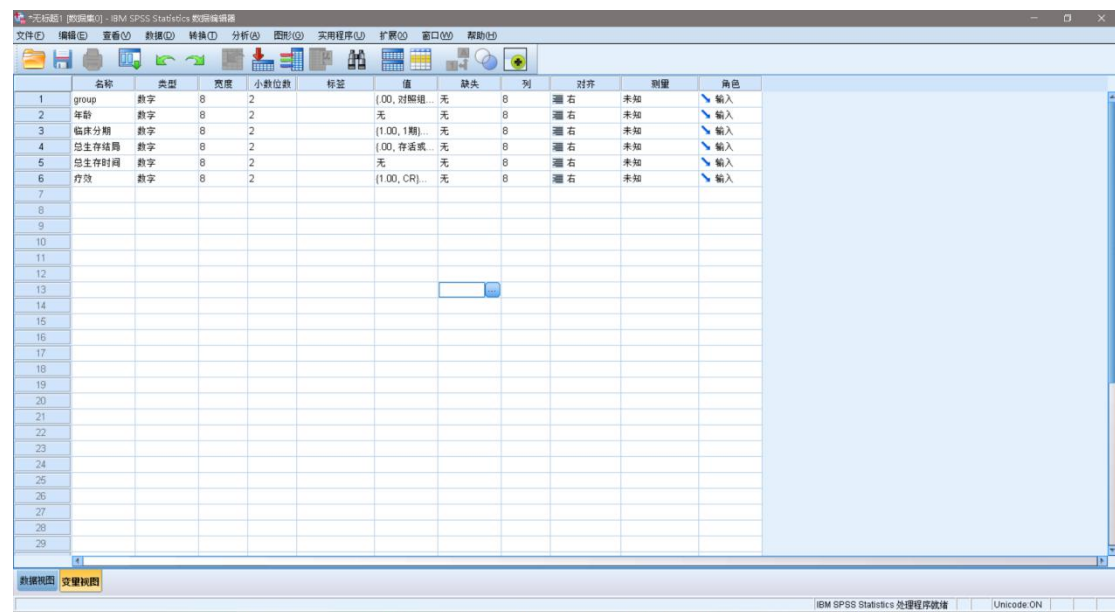 *无标题1 [数据集0] - IBM SPSS Statistics 数据编辑器
文件(F) 编辑(E) 查看(V) 数据(D) 转换(T) 分析(A) 图形(G) 实用程序(U) 扩展(X) 窗口(W) 帮助(H)
名称 类型 宽度 小数位数 标签 值 缺失 列 对齐 测量 角色
1 group 数字 8 2 {.00, 对照组... 无 8 右 未知 输入
2 年龄 数字 8 2 无 无 8 右 未知 输入
3 临床分期 数字 8 2 {1.00, 1期}... 无 8 右 未知 输入
4 总生存结局 数字 8 2 {.00, 存活或... 无 8 右 未知 输入
5 总生存时间 数字 8 2 无 无 8 右 未知 输入
6 疗效 数字 8 2 {1.00, CR}... 无 8 右 未知 输入
7
8
9
10
11
12
13 ...
14
15
16
17
18
19
20
21
22
23
24
25
26
27
28
29
数据视图 变量视图
IBM SPSS Statistics 处理程序就绪 Unicode:ON